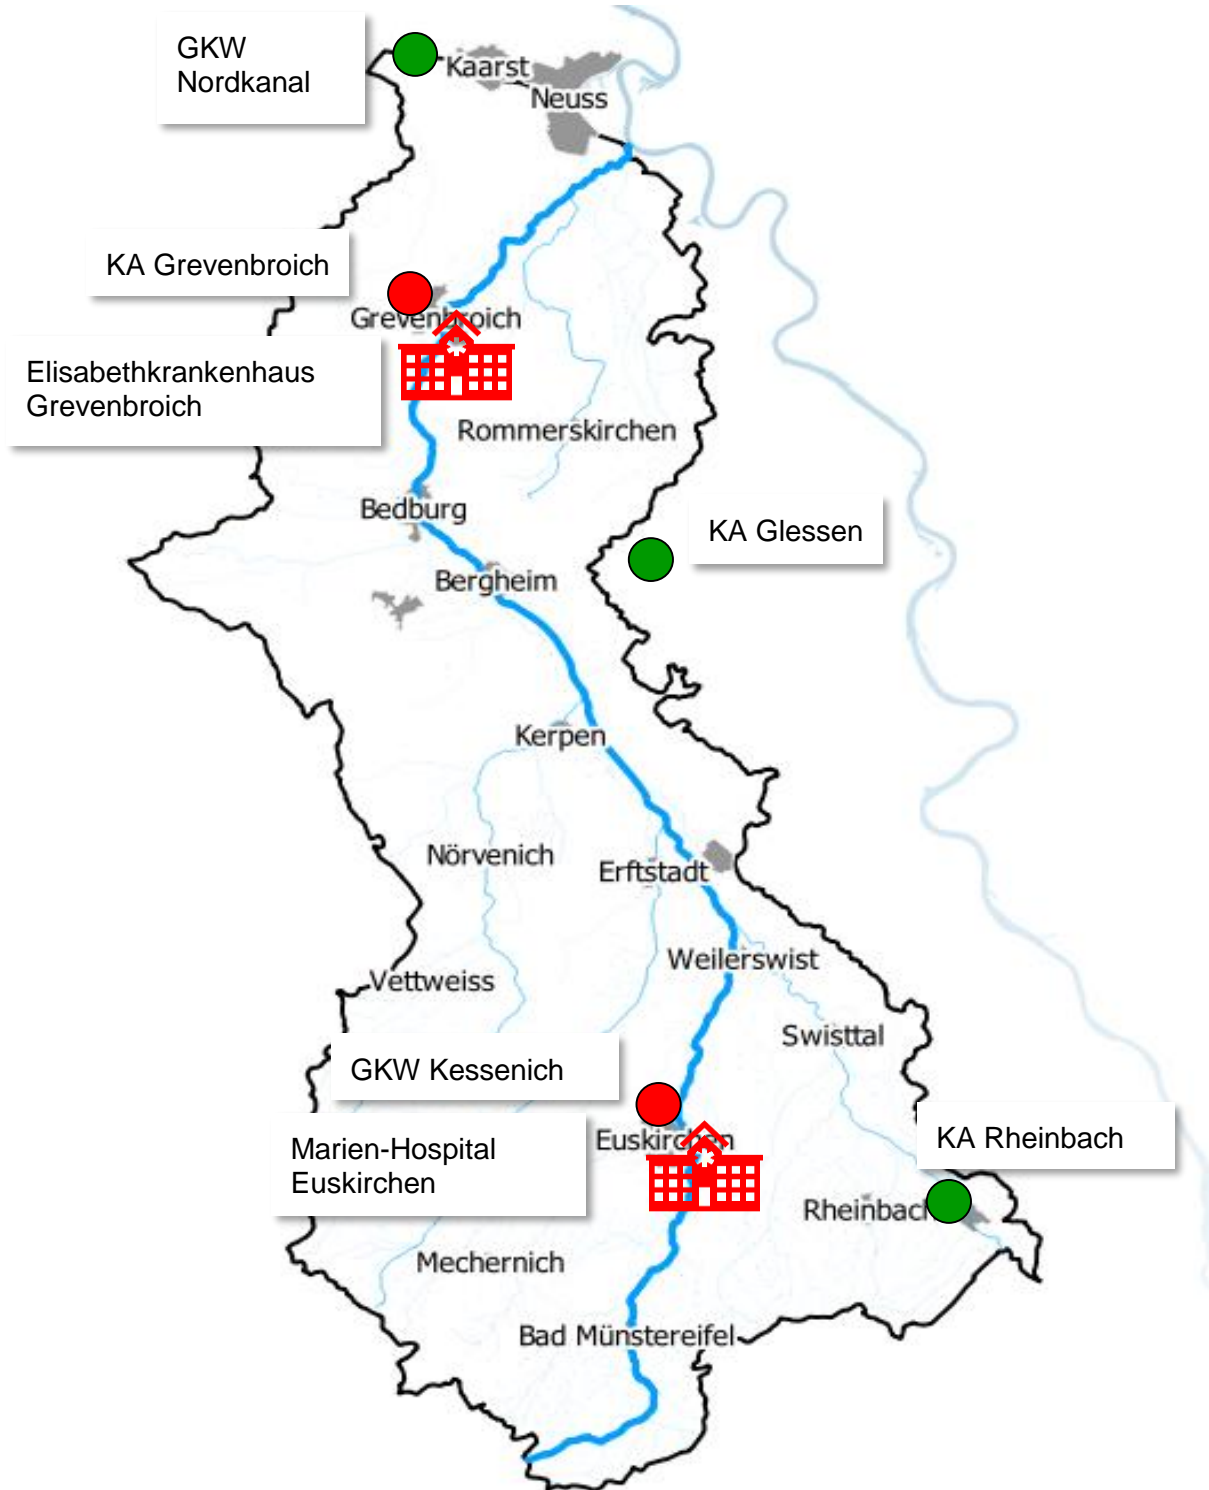 GKW
Nordkanal
Kaarst
Neuss
KA Grevenbroich
Grevenbroich
Elisabethkrankenhaus
Grevenbroich
Rommerskirchen
Bedburg
KA Glessen
Bergheim
Kerpen
Nörvenich
Erftstadt
Weilerswist
Vettweiss
Swisttal
GKW Kessenich
Euskirchen
KA Rheinbach
Marien-Hospital
Euskirchen
Rheinbach
Mechernich
Bad Münstereifel